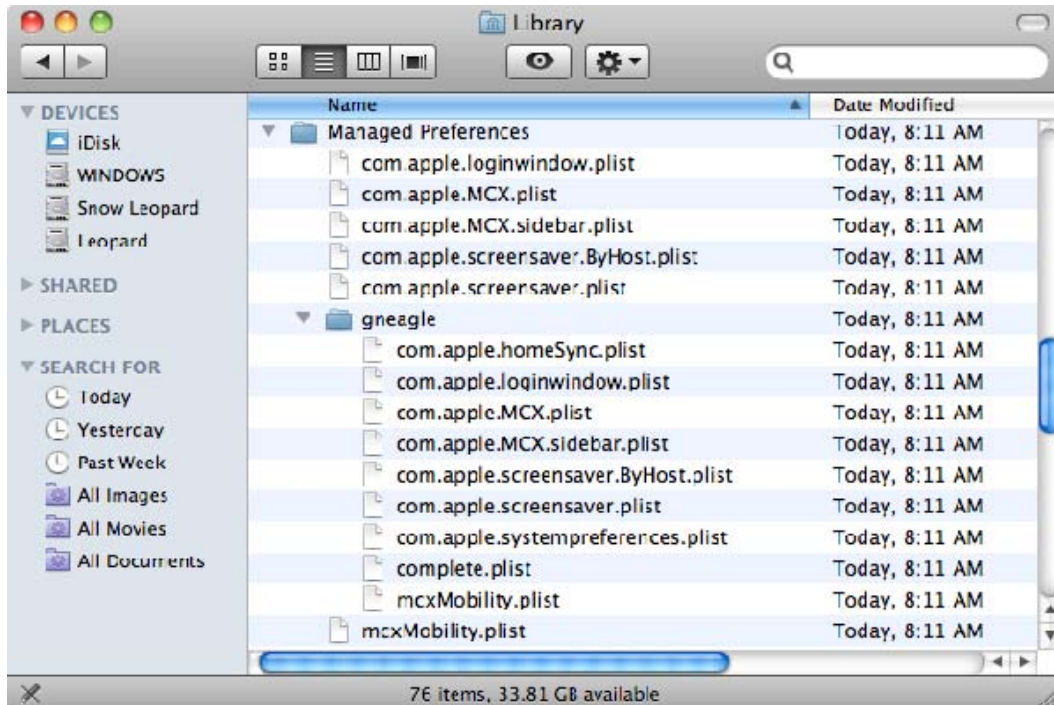 Library
DEVICES
iDisk
WINDOWS
Snow Leopard
Leopard
SHARED
PLACES
SEARCH FOR
Today
Yesterday
Past Week
All Images
All Movies
All Documents
Name Date Modified
Managed Preferences Today, 8:11 AM
com.apple.loginwindow.plist Today, 8:11 AM
com.apple.MCX.plist Today, 8:11 AM
com.apple.MCX.sidebar.plist Today, 8:11 AM
com.apple.screensaver.ByHost.plist Today, 8:11 AM
com.apple.screensaver.plist Today, 8:11 AM
gneagle Today, 8:11 AM
com.apple.homeSync.plist Today, 8:11 AM
com.apple.loginwindow.plist Today, 8:11 AM
com.apple.MCX.plist Today, 8:11 AM
com.apple.MCX.sidebar.plist Today, 8:11 AM
com.apple.screensaver.ByHost.plist Today, 8:11 AM
com.apple.screensaver.plist Today, 8:11 AM
com.apple.systempreferences.plist Today, 8:11 AM
complete.plist Today, 8:11 AM
mcxMobility.plist Today, 8:11 AM
mcxMobility.plist Today, 8:11 AM
76 items, 33.81 GB available